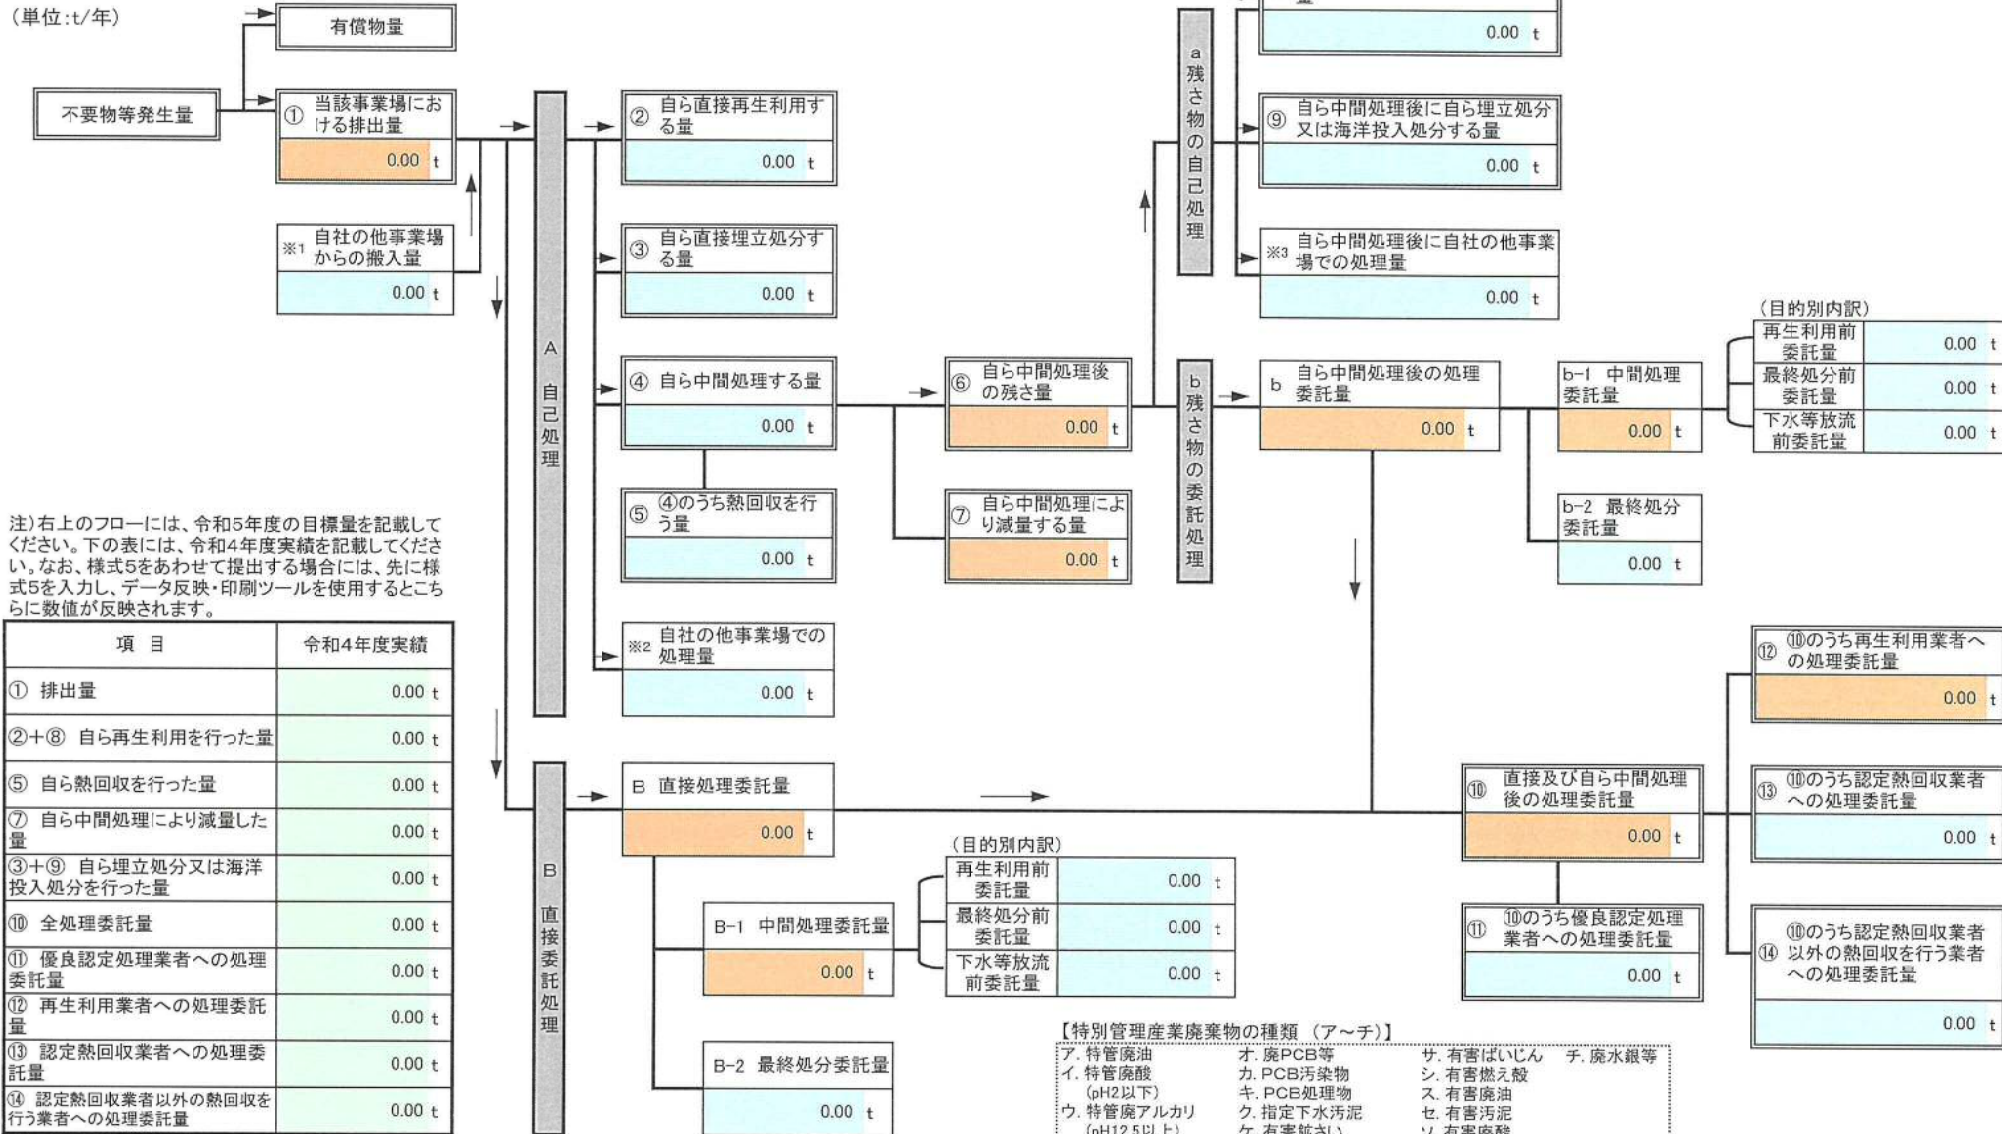 (単位:t/年)
有償物量
不要物等発生量
① 当該事業場にお
ける排出量
0.00 t
※1 自社の他事業場
からの搬入量
0.00 t
A 自己処理
② 自ら直接再生利用す
る量
0.00 t
③ 自ら直接埋立処分す
る量
0.00 t
④ 自ら中間処理する量
0.00 t
⑤ ④のうち熱回収を行
う量
0.00 t
※2 自社の他事業場での
処理量
0.00 t
⑥ 自ら中間処理後
の残さ量
0.00 t
⑦ 自ら中間処理によ
り減量する量
0.00 t
a 残さ物の自己処理
量
0.00 t
⑨ 自ら中間処理後に自ら埋立処分
又は海洋投入処分する量
0.00 t
※3 自ら中間処理後に自社の他事業
場での処理量
0.00 t
b 残さ物の委託処理
b 自ら中間処理後の処理
委託量
0.00 t
b-1 中間処理
委託量
0.00 t
(目的別内訳)
再生利用前
委託量 0.00 t
最終処分前
委託量 0.00 t
下水等放流
前委託量 0.00 t
b-2 最終処分
委託量
0.00 t
注)右上のフローには、令和5年度の目標量を記載して
ください。下の表には、令和4年度実績を記載してくださ
い。なお、様式5をあわせて提出する場合には、先に様
式5を入力し、データ反映・印刷ツールを使用するとこち
らに数値が反映されます。
項 目 令和4年度実績
① 排出量 0.00 t
②+⑧ 自ら再生利用を行った量 0.00 t
⑤ 自ら熱回収を行った量 0.00 t
⑦ 自ら中間処理により減量した
量 0.00 t
③+⑨ 自ら埋立処分又は海洋
投入処分を行った量 0.00 t
⑩ 全処理委託量 0.00 t
⑪ 優良認定処理業者への処理
委託量 0.00 t
⑫ 再生利用業者への処理委託
量 0.00 t
⑬ 認定熱回収業者への処理委
託量 0.00 t
⑭ 認定熱回収業者以外の熱回収を
行う業者への処理委託量 0.00 t
B 直接委託処理
B 直接処理委託量
0.00 t
B-1 中間処理委託量
0.00 t
(目的別内訳)
再生利用前
委託量 0.00 t
最終処分前
委託量 0.00 t
下水等放流
前委託量 0.00 t
B-2 最終処分委託量
0.00 t
⑩ 直接及び自ら中間処理
後の処理委託量
0.00 t
⑪ ⑩のうち優良認定処理
業者への処理委託量
0.00 t
⑫ ⑩のうち再生利用業者へ
の処理委託量
0.00 t
⑬ ⑩のうち認定熱回収業者
への処理委託量
0.00 t
⑭ ⑩のうち認定熱回収業者
以外の熱回収を行う業者
への処理委託量
0.00 t
【特別管理産業廃棄物の種類 (ア~チ)】
ア. 特管廃油 オ. 廃PCB等 サ. 有害ばいじん チ. 廃水銀等
イ. 特管廃酸 カ. PCB汚染物 シ. 有害燃え殻
(pH2以下) キ. PCB処理物 ス. 有害廃油
ウ. 特管廃アルカリ ク. 指定下水汚泥 セ. 有害汚泥
(pH12.5以上) ケ. 有害鉱さい ソ. 有害廃酸